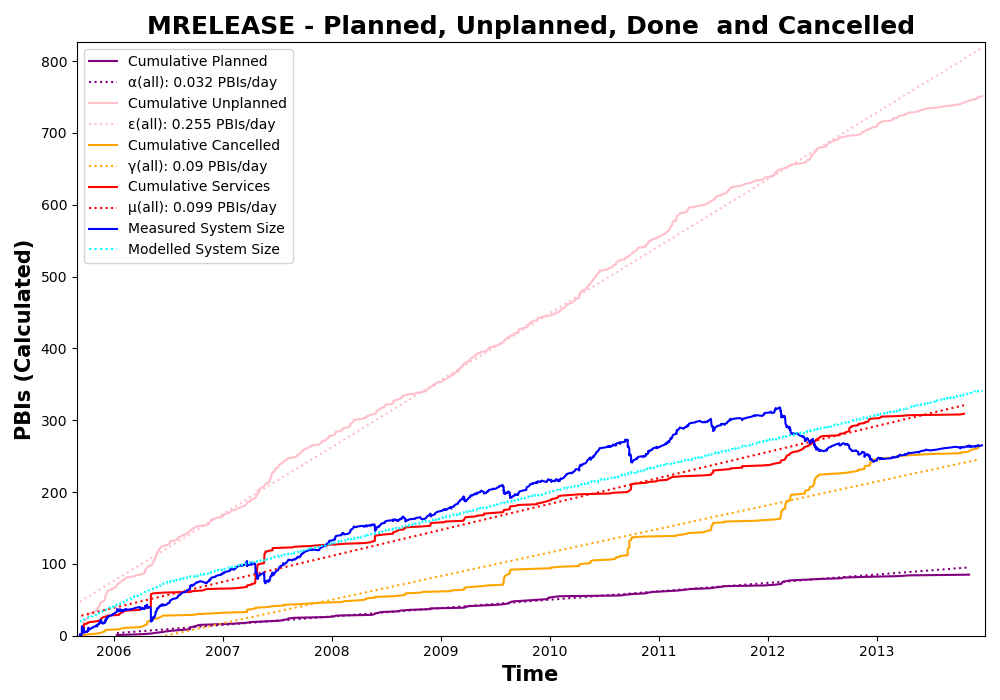 MRELEASE - Planned, Unplanned, Done  and Cancelled
Cumulative Planned
α(all): 0.032 PBIs/day
Cumulative Unplanned
ε(all): 0.255 PBIs/day
Cumulative Cancelled
γ(all): 0.09 PBIs/day
Cumulative Services
μ(all): 0.099 PBIs/day
Measured System Size
Modelled System Size
PBIs (Calculated)
800
700
600
500
400
300
200
100
0
2006 2007 2008 2009 2010 2011 2012 2013
Time